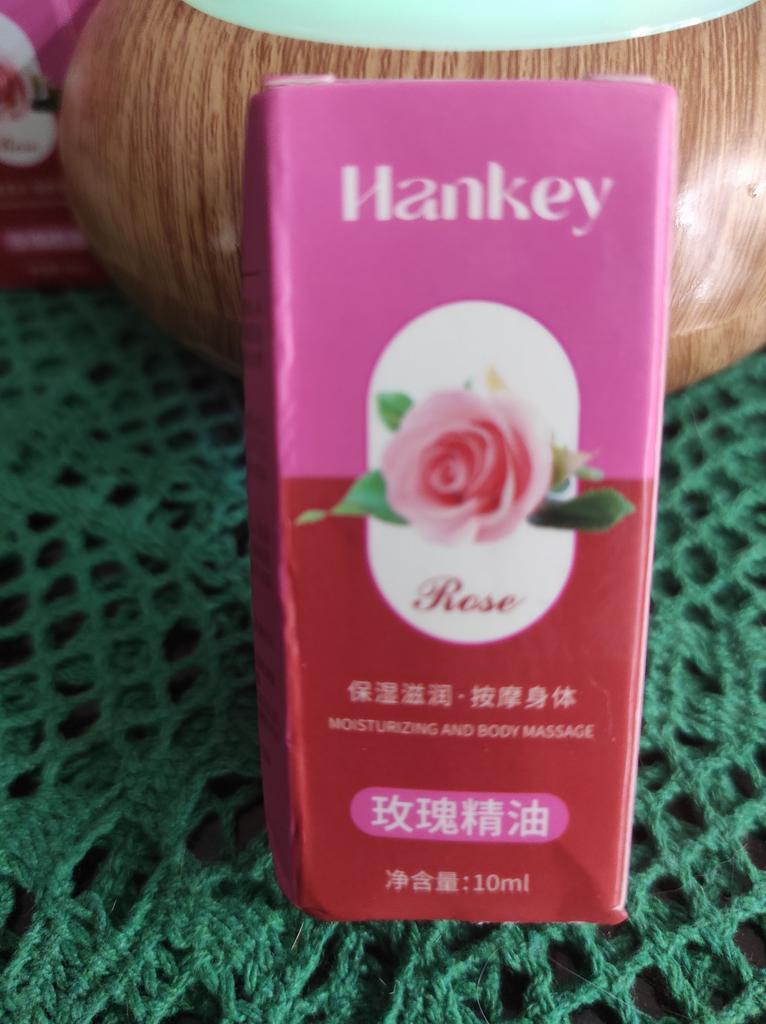 Hankey
Rose
保湿滋润·按摩身体
MOISTURIZING AND BODY MASSAGE
玫瑰精油
净含量:10ml